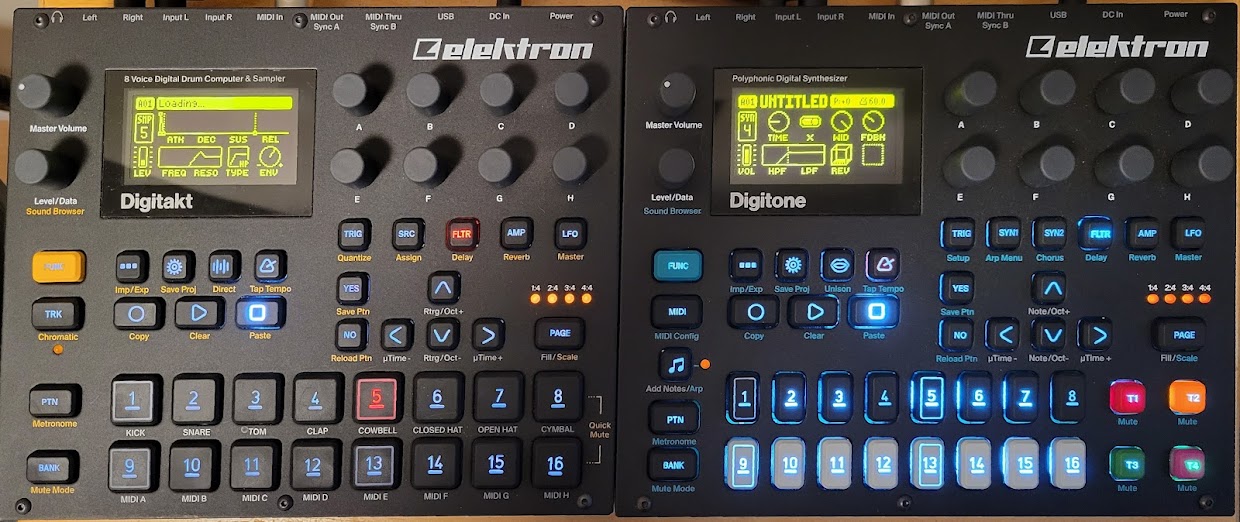 Left Right Input L Input R MIDI In MIDI Out MIDI Thru USB DC In Power
Sync A Sync B
elektron
8 Voice Digital Drum Computer & Sampler
A01 Loading...
SMP
5
ATK DEC SUS REL
HP
LEV FREQ RESO TYPE ENV
Digitakt
Master Volume
Level/Data
Sound Browser
A B C D
E F G H
FUNC
TRK
Chromatic
PTN
Metronome
BANK
Mute Mode
Imp/Exp Save Proj Direct Tap Tempo
Copy Clear Paste
TRIG SRC FLTR AMP LFO
Quantize Assign Delay Reverb Master
YES
Save Ptn Rtrg/Oct+
NO
Reload Ptn µTime - Rtrg/Oct- µTime +
1:4 2:4 3:4 4:4
PAGE
Fill/Scale
1 2 3 4 5 6 7 8
KICK SNARE TOM CLAP COWBELL CLOSED HAT OPEN HAT CYMBAL
Quick
Mute
9 10 11 12 13 14 15 16
MIDI A MIDI B MIDI C MIDI D MIDI E MIDI F MIDI G MIDI H
Left Right Input L Input R MIDI In MIDI Out MIDI Thru USB DC In Power
Sync A Sync B
elektron
Polyphonic Digital Synthesizer
A01 UNTITLED P:+0 60.0
SYN
4
TIME X WID FDBK
VOL HPF LPF REV
Digitone
Master Volume
Level/Data
Sound Browser
A B C D
E F G H
FUNC
MIDI
MIDI Config
Add Notes/Arp
PTN
Metronome
BANK
Mute Mode
Imp/Exp Save Proj Unison Tap Tempo
Copy Clear Paste
TRIG SYN1 SYN2 FLTR AMP LFO
Setup Arp Menu Chorus Delay Reverb Master
YES
Save Ptn Note/Oct+
NO
Reload Ptn µTime - Note/Oct- µTime +
1:4 2:4 3:4 4:4
PAGE
Fill/Scale
1 2 3 4 5 6 7 8
9 10 11 12 13 14 15 16
T1 T2
Mute Mute
T3 T4
Mute Mute